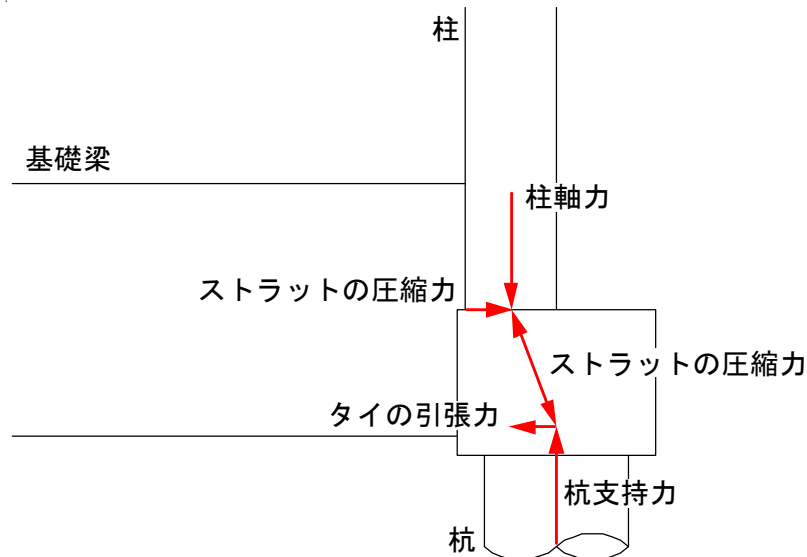 柱
基礎梁
柱軸力
ストラットの圧縮力
ストラットの圧縮力
タイの引張力
杭支持力
杭